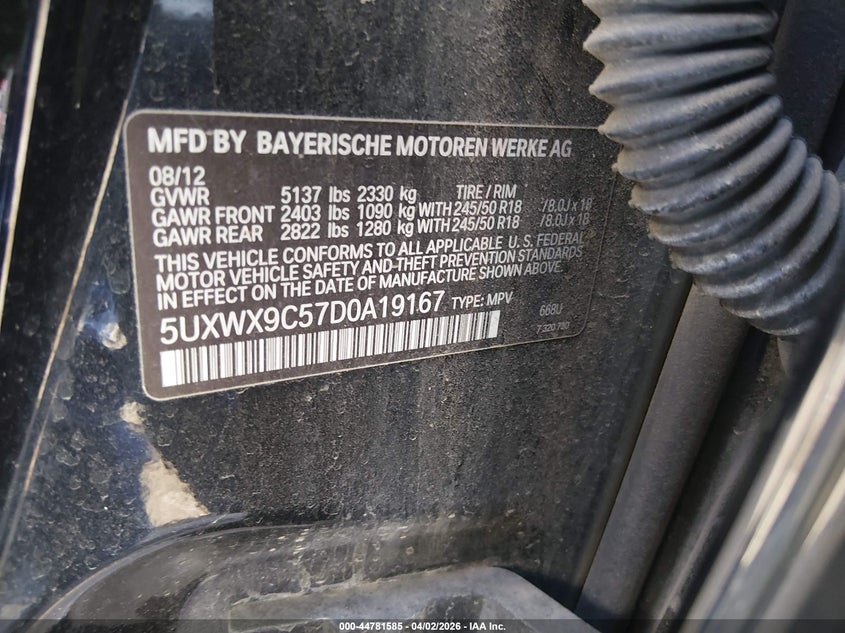 MFD BY BAYERISCHE MOTOREN WERKE AG
08/12
GVWR 5137 lbs 2330 kg TIRE / RIM
GAWR FRONT 2403 lbs 1090 kg WITH 245/50 R18 /8.0J x 18
GAWR REAR 2822 lbs 1280 kg WITH 245/50 R18 /8.0J x 18
THIS VEHICLE CONFORMS TO ALL APPLICABLE U.S. FEDERAL
MOTOR VEHICLE SAFETY AND THEFT PREVENTION STANDARDS
IN EFFECT ON THE DATE OF MANUFACTURE SHOWN ABOVE.
5UXWX9C57D0A19167 TYPE: MPV 668U
000-44781585 - 04/02/2026 - IAA Inc.